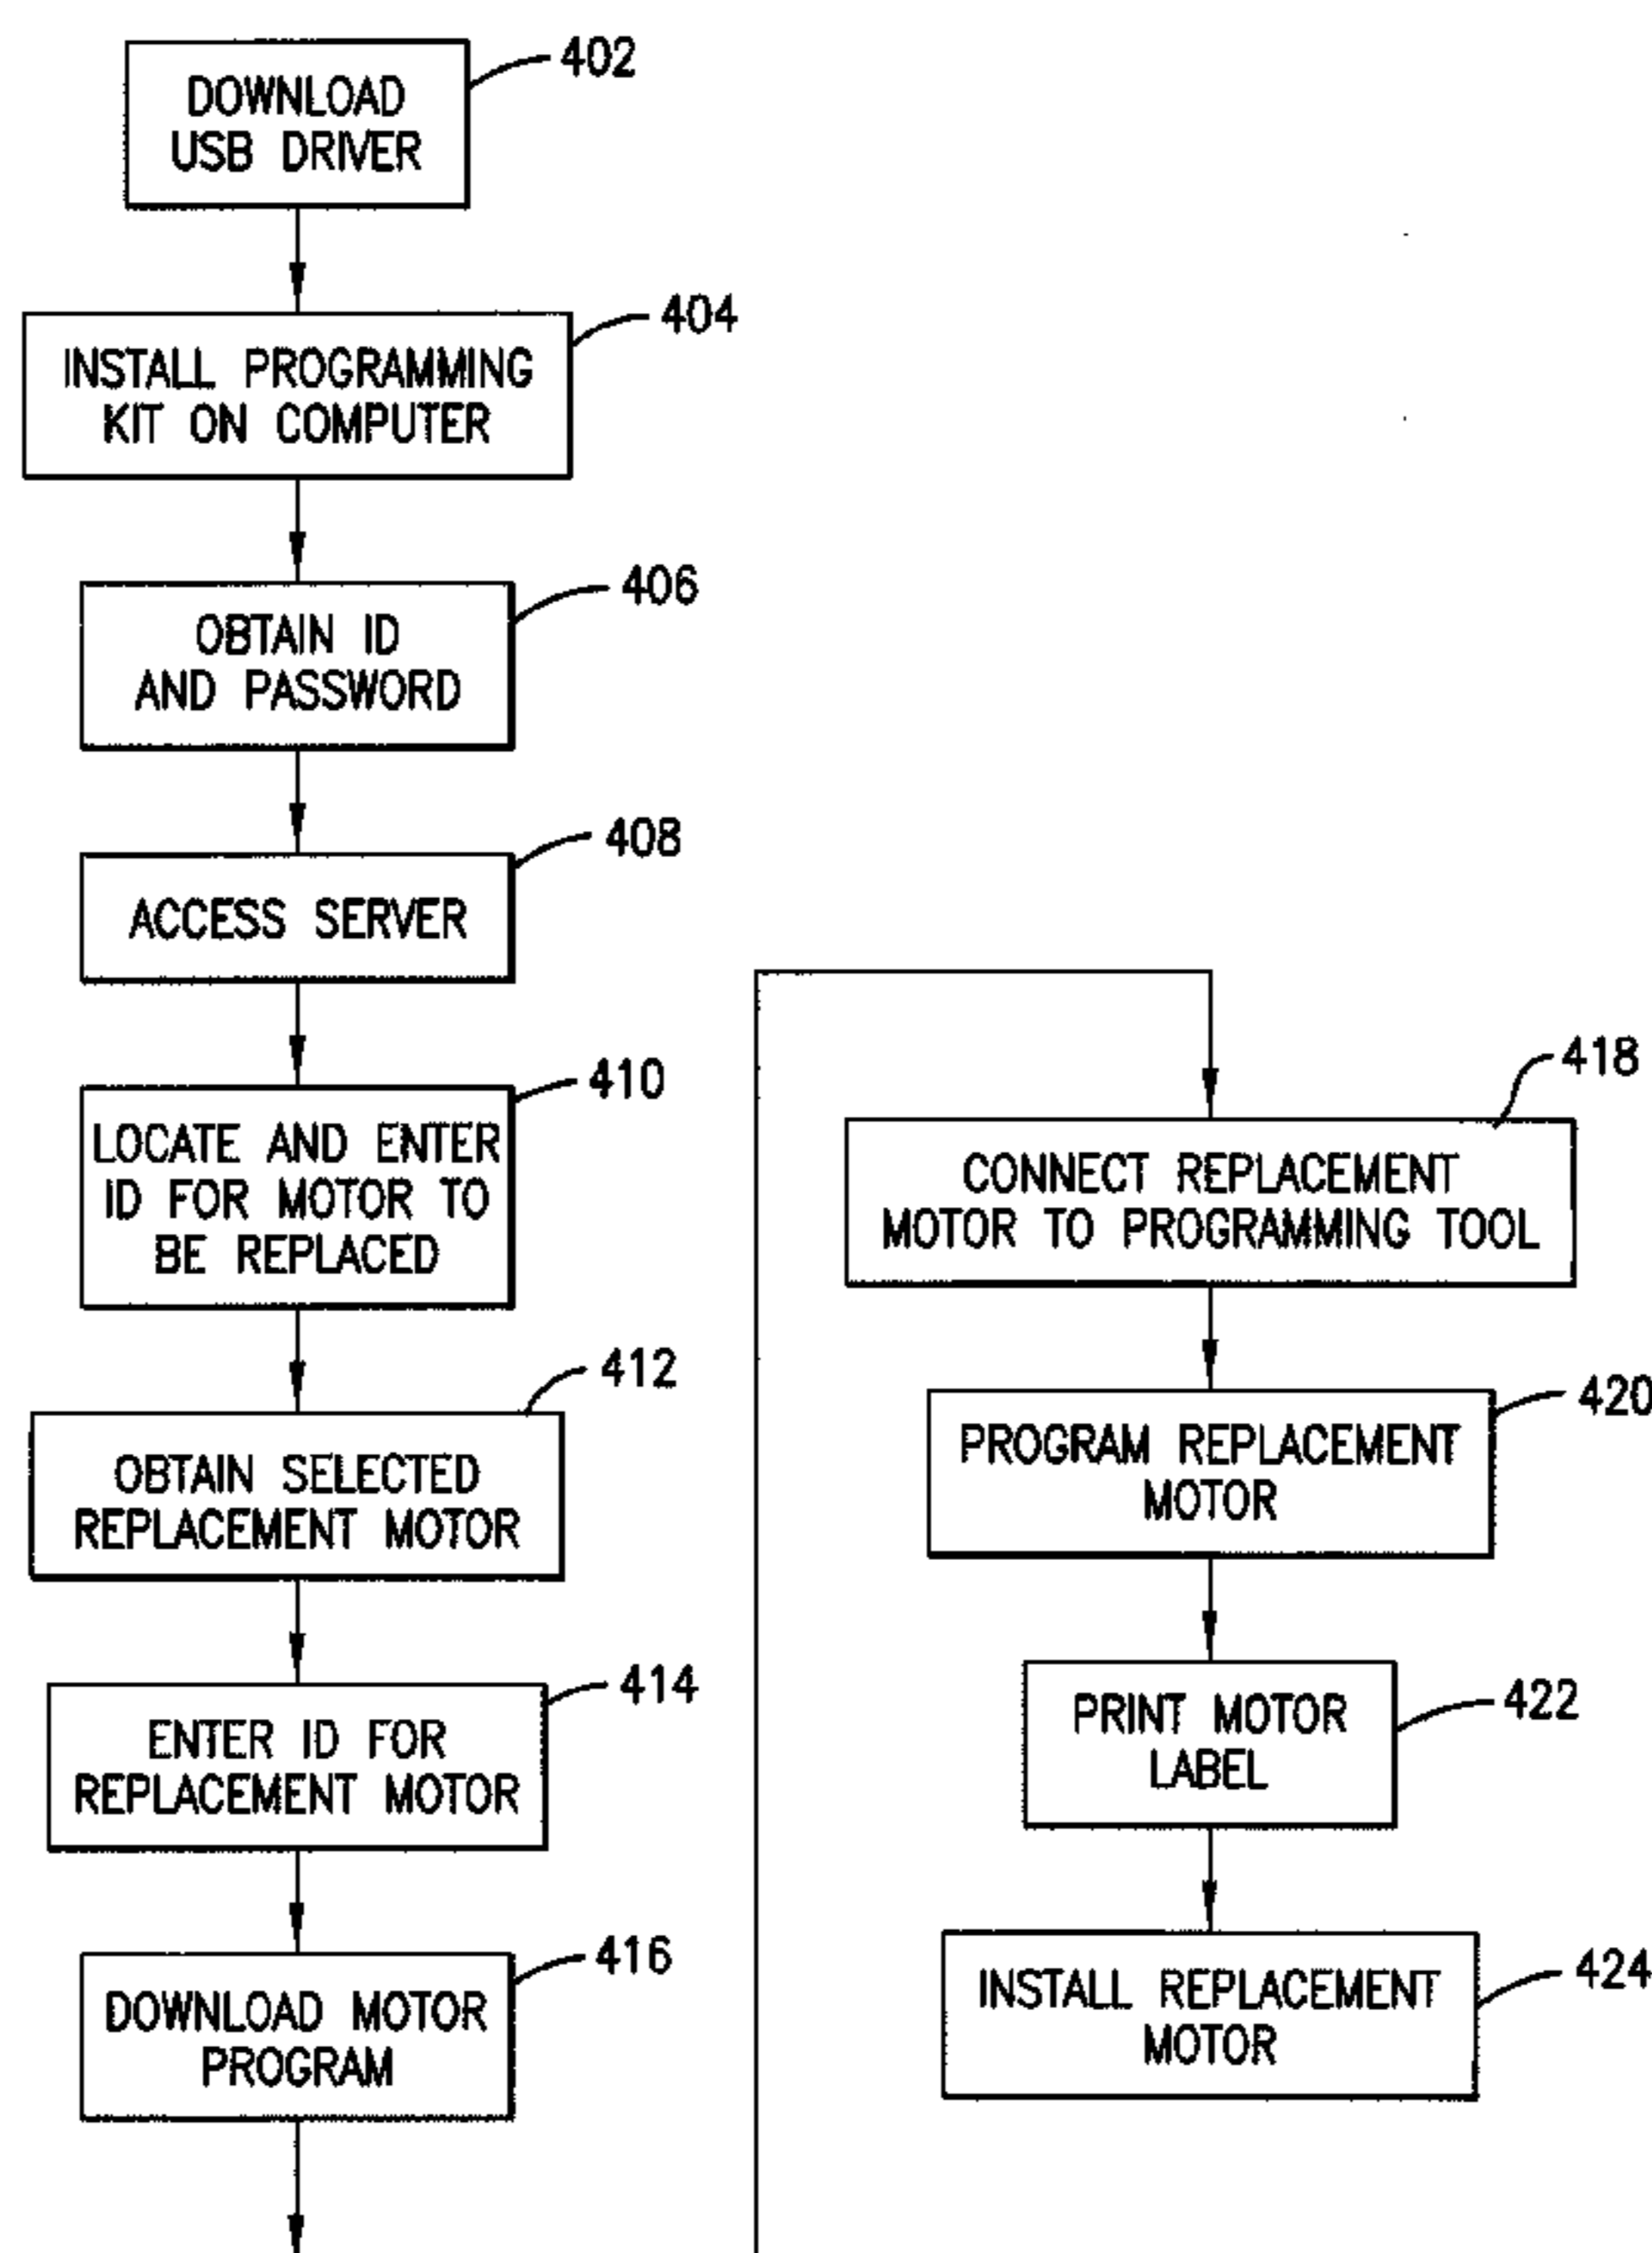 402
DOWNLOAD
USB DRIVER
404
INSTALL PROGRAMMING
KIT ON COMPUTER
406
OBTAIN ID
AND PASSWORD
408
ACCESS SERVER
410
LOCATE AND ENTER
ID FOR MOTOR TO
BE REPLACED
412
OBTAIN SELECTED
REPLACEMENT MOTOR
414
ENTER ID FOR
REPLACEMENT MOTOR
416
DOWNLOAD MOTOR
PROGRAM
418
CONNECT REPLACEMENT
MOTOR TO PROGRAMMING TOOL
420
PROGRAM REPLACEMENT
MOTOR
422
PRINT MOTOR
LABEL
424
INSTALL REPLACEMENT
MOTOR